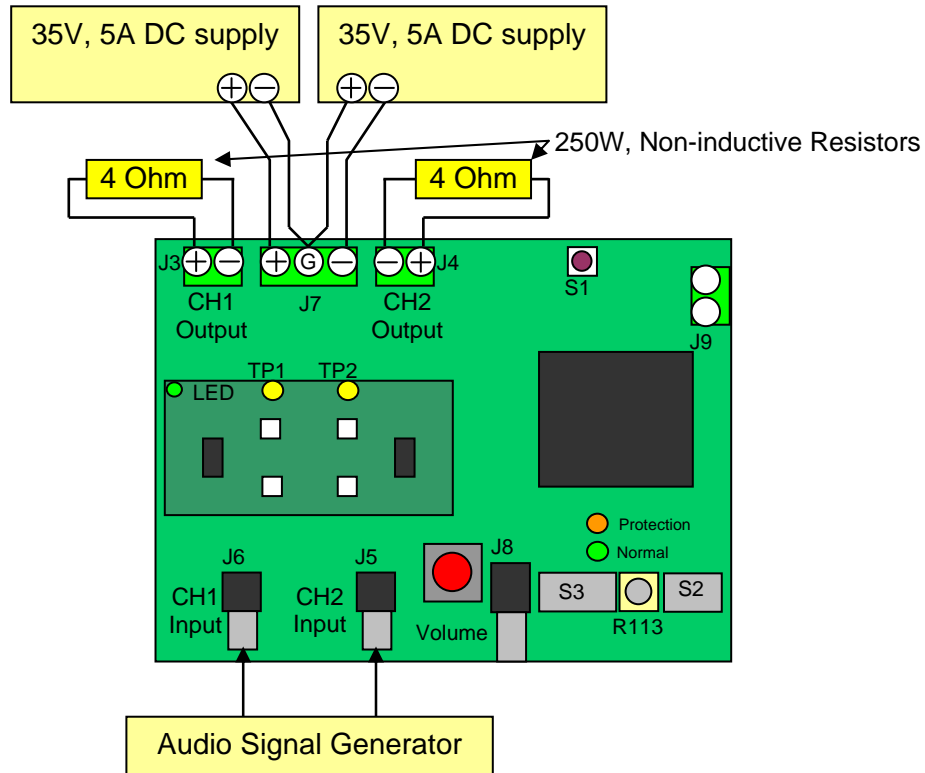 35V, 5A DC supply
35V, 5A DC supply
+ −
+ −
250W, Non-inductive Resistors
4 Ohm
4 Ohm
J3
+ −
+ G −
− +
J4
S1
CH1
Output
J7
CH2
Output
J9
LED
TP1
TP2
Protection
Normal
J6
J5
J8
CH1
Input
CH2
Input
Volume
S3
S2
R113
Audio Signal Generator